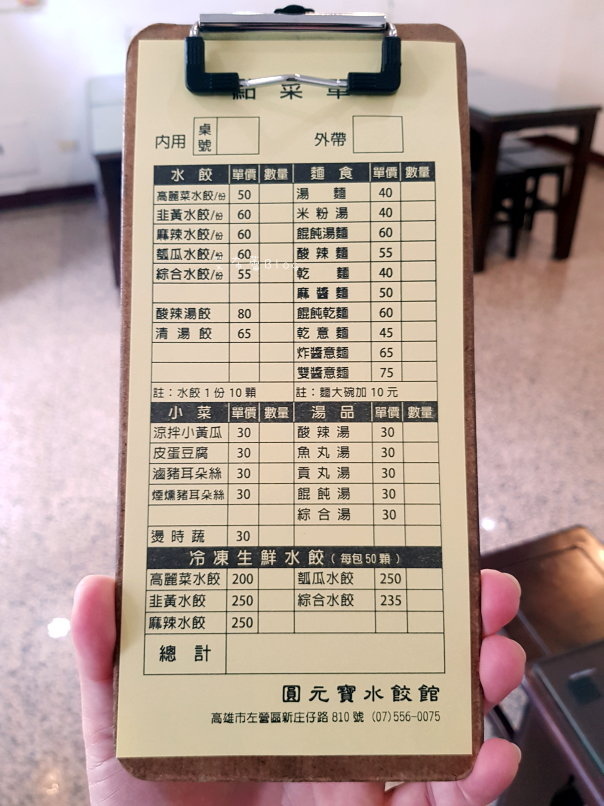 點菜單
內用 桌號 外帶
水餃 單價 數量 麵食 單價 數量
高麗菜水餃/份 50 湯麵 40
韭黃水餃/份 60 米粉湯 40
麻辣水餃/份 60 餛飩湯麵 60
瓠瓜水餃/份 60 酸辣麵 55
綜合水餃/份 55 乾麵 40
麻醬麵 50
酸辣湯餃 80 餛飩乾麵 60
清湯餃 65 乾意麵 45
炸醬意麵 65
雙醬意麵 75
註：水餃1份10顆 註：麵大碗加10元
小菜 單價 數量 湯品 單價 數量
涼拌小黃瓜 30 酸辣湯 30
皮蛋豆腐 30 魚丸湯 30
滷豬耳朵絲 30 貢丸湯 30
煙燻豬耳朵絲 30 餛飩湯 30
綜合湯 30
燙時蔬 30
冷凍生鮮水餃（每包50顆）
高麗菜水餃 200 瓠瓜水餃 250
韭黃水餃 250 綜合水餃 235
麻辣水餃 250
總計
圓元寶水餃館
高雄市左營區新庄仔路810號 (07)556-0075